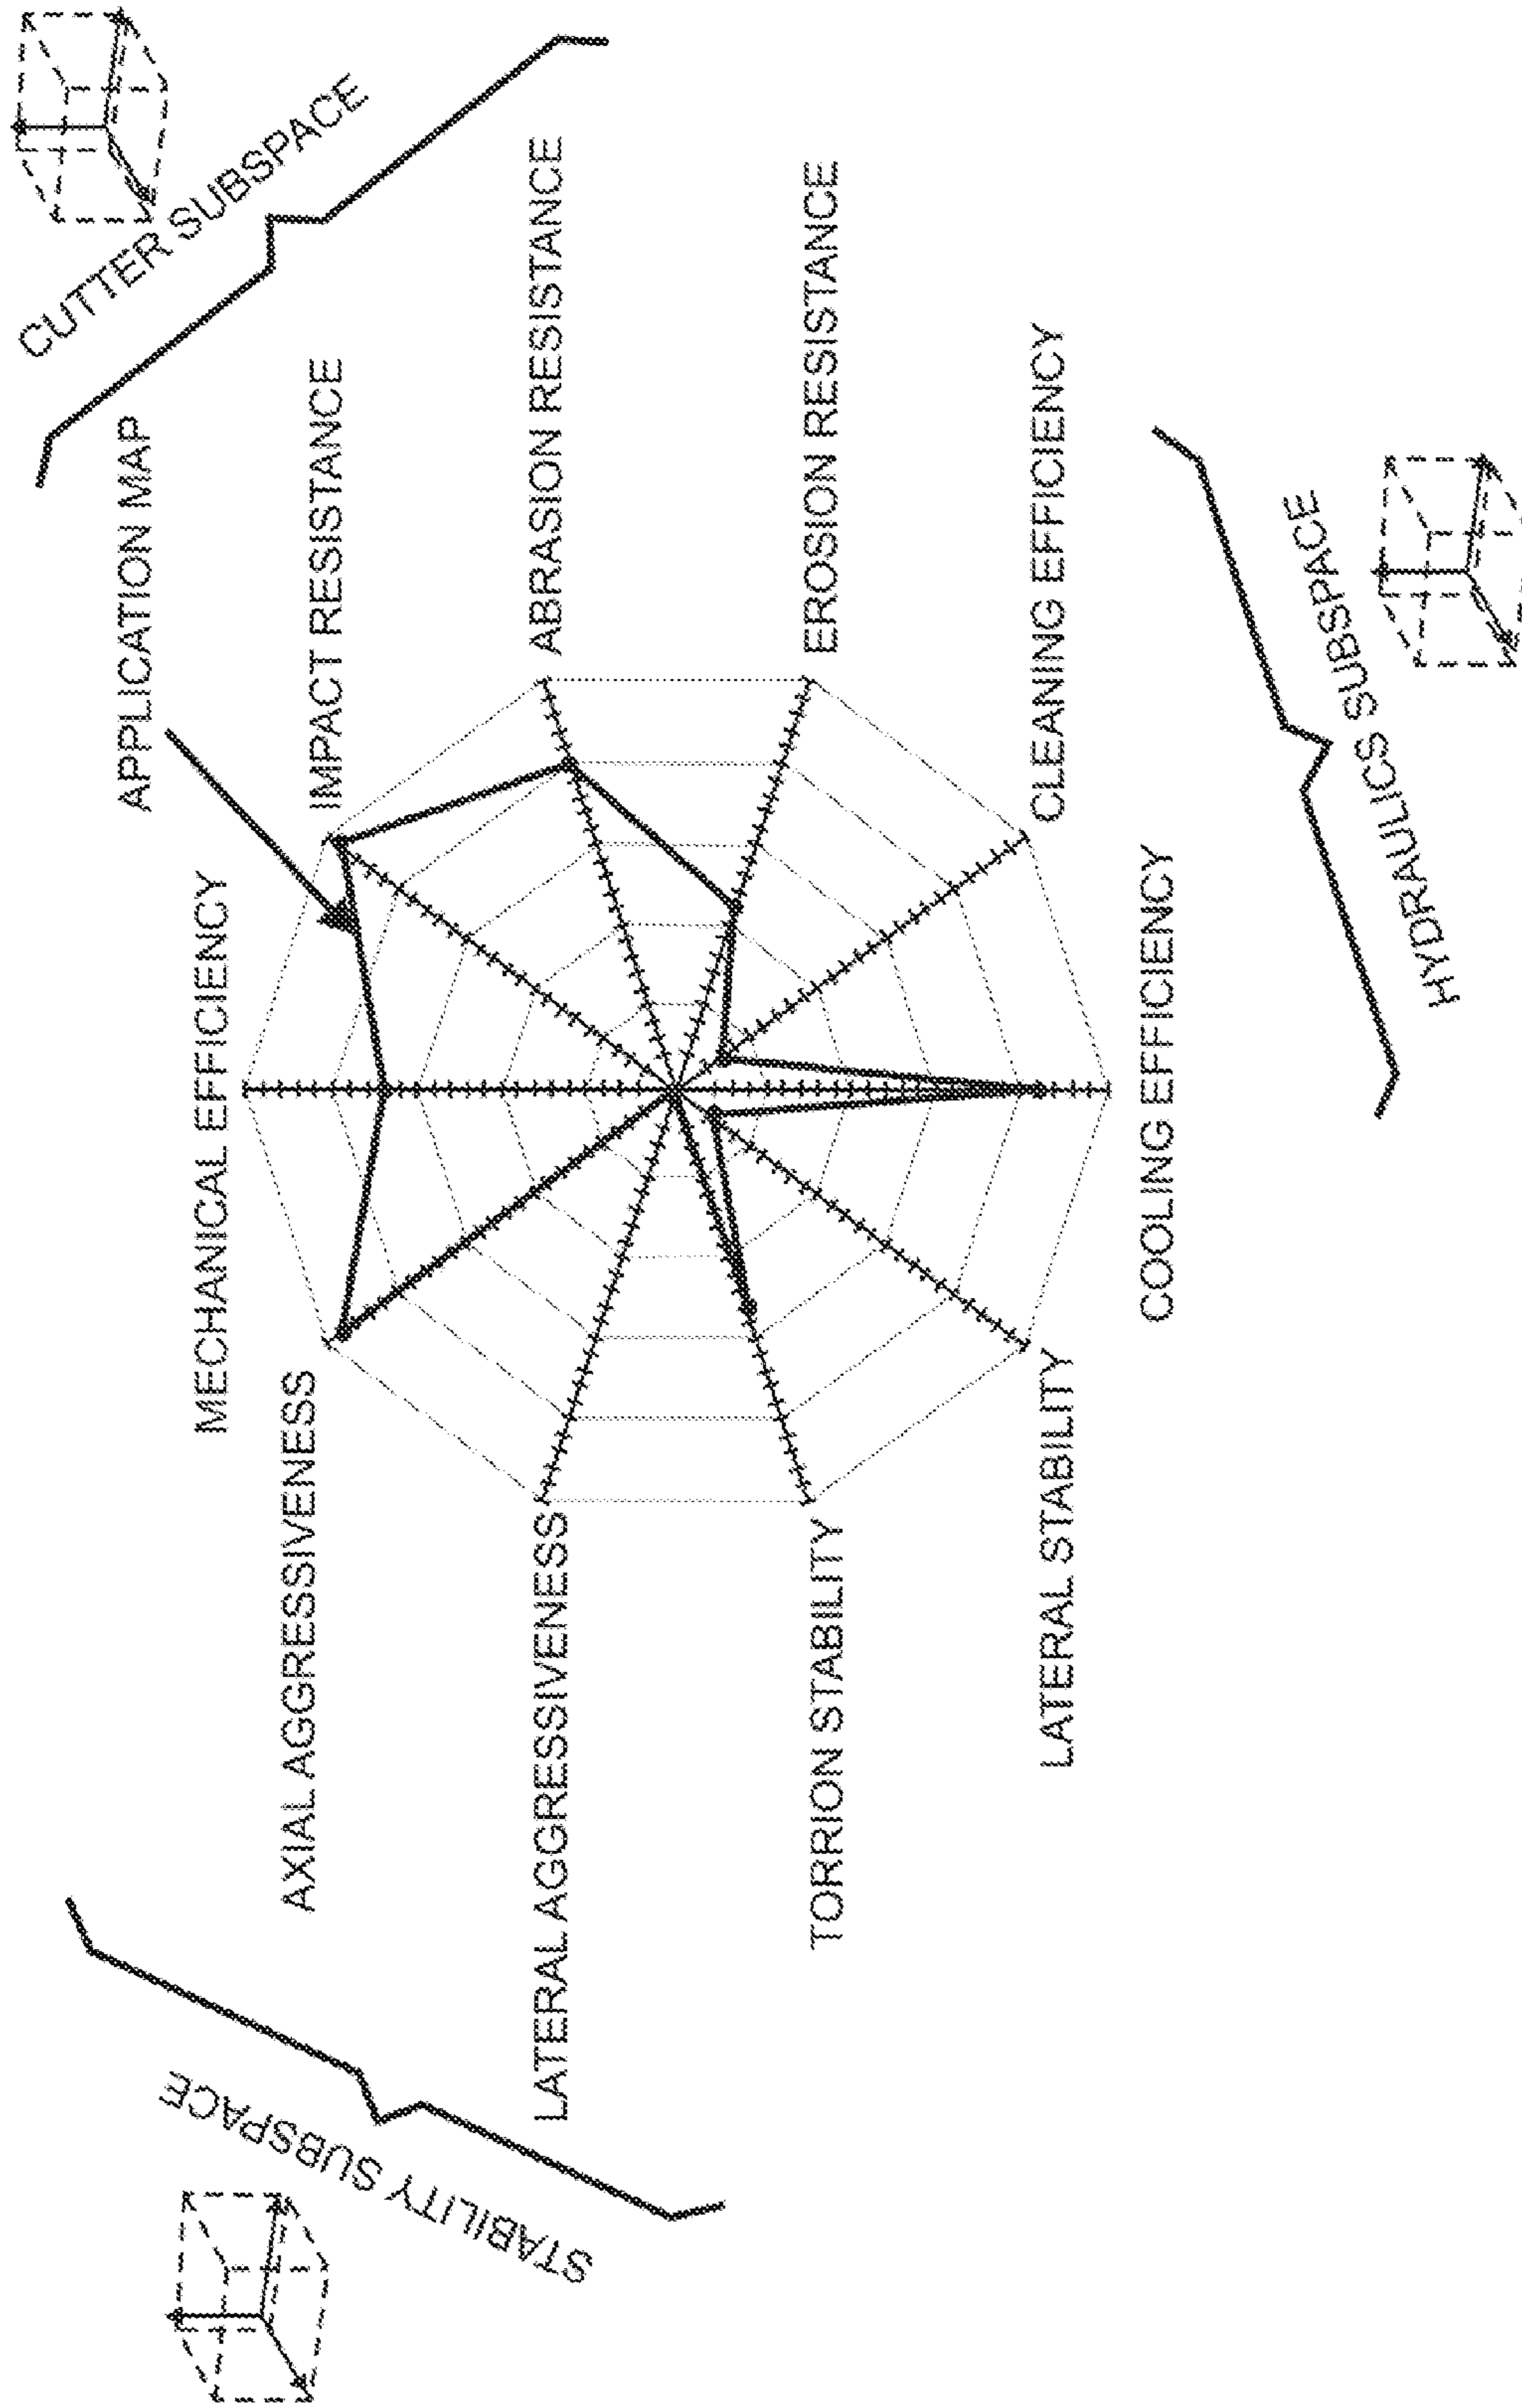 CUTTER SUBSPACE
APPLICATION MAP
MECHANICAL EFFICIENCY
STABILITY SUBSPACE
AXIAL AGGRESSIVENESS
IMPACT RESISTANCE
LATERAL AGGRESSIVENESS
ABRASION RESISTANCE
TORRION STABILITY
EROSION RESISTANCE
LATERAL STABILITY
CLEANING EFFICIENCY
COOLING EFFICIENCY
HYDRAULICS SUBSPACE